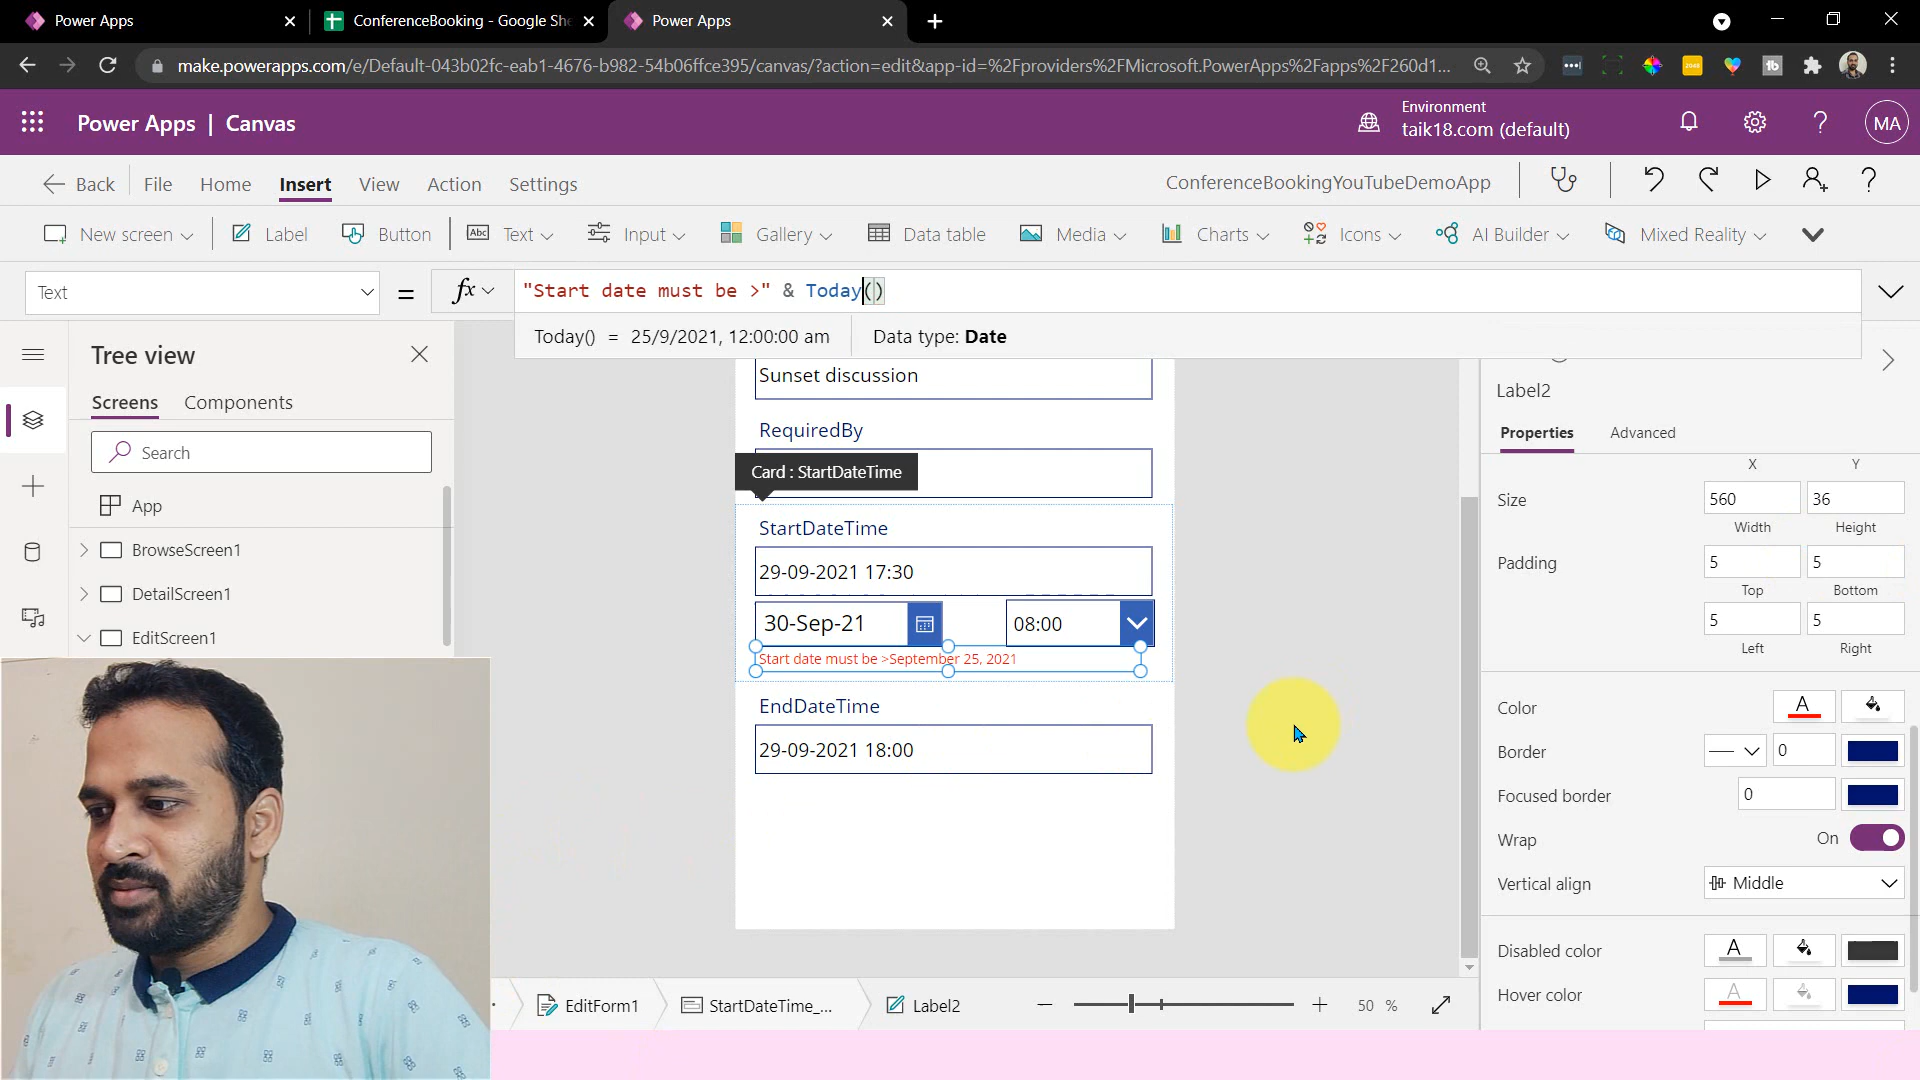 Power Apps
ConferenceBooking - Google She
Power Apps
make.powerapps.com/e/Default-043b02fc-eab1-4676-b982-54b06ffce395/canvas/?action=edit&app-id=%2Fproviders%2FMicrosoft.PowerApps%2Fapps%2F260d1...
Power Apps | Canvas
Environment
taik18.com (default)
MA
Back
File
Home
Insert
View
Action
Settings
ConferenceBookingYouTubeDemoApp
New screen
Label
Button
Abc
Text
Input
Gallery
Data table
Media
Charts
Icons
AI Builder
Mixed Reality
Text
=
fx
"Start date must be >" & Today()
Today() = 25/9/2021, 12:00:00 am
Data type: Date
Tree view
Screens
Components
Search
App
BrowseScreen1
DetailScreen1
EditScreen1
Sunset discussion
RequiredBy
Card : StartDateTime
StartDateTime
29-09-2021 17:30
30-Sep-21
08:00
Start date must be >September 25, 2021
EndDateTime
29-09-2021 18:00
EditForm1
StartDateTime_...
Label2
50 %
Label2
Properties
Advanced
X
Y
Size
560
36
Width
Height
Padding
5
5
Top
Bottom
5
5
Left
Right
Color
A
Border
0
Focused border
0
Wrap
On
Vertical align
Middle
Disabled color
A
Hover color
A